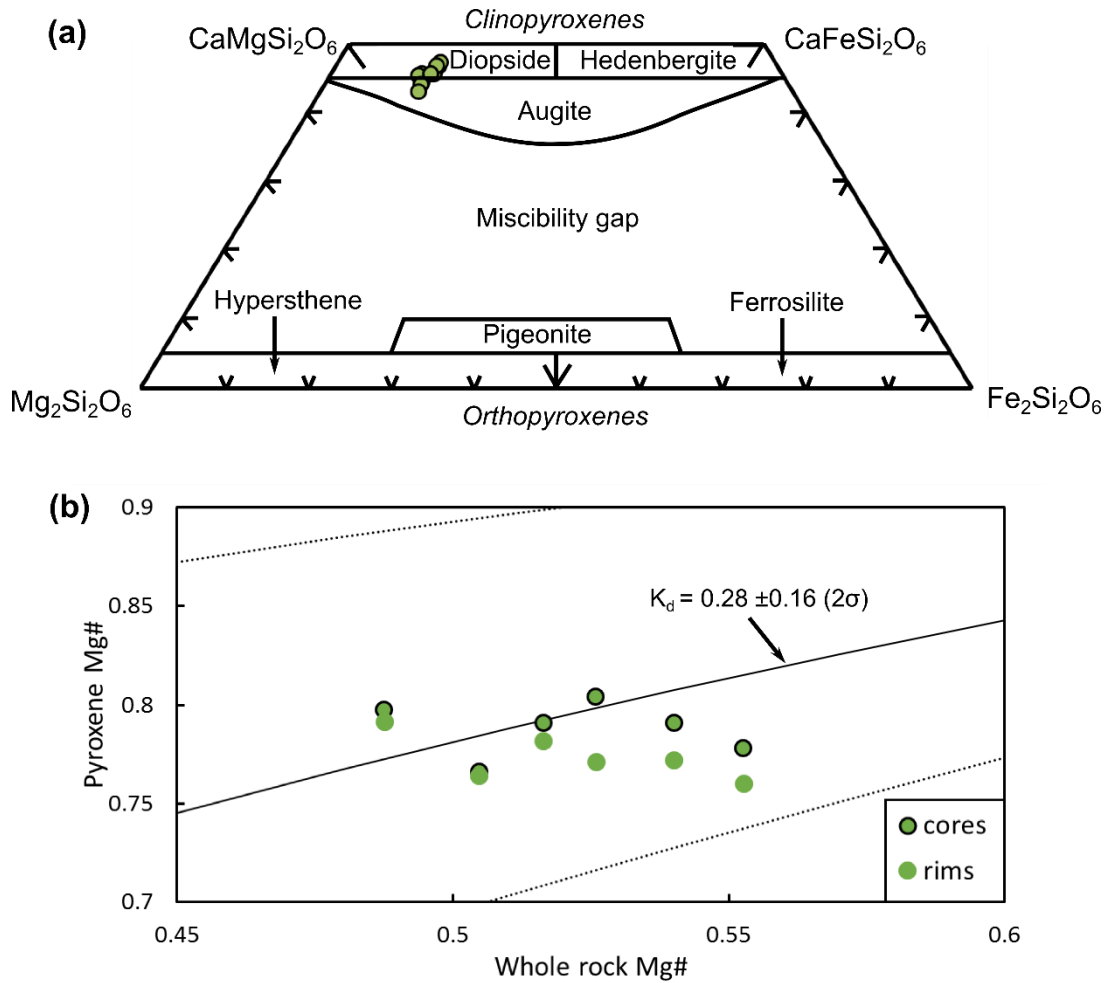 (a)
Clinopyroxenes
CaMgSi₂O₆
CaFeSi₂O₆
Diopside
Hedenbergite
Augite
Miscibility gap
Hypersthene
Ferrosilite
Pigeonite
Mg₂Si₂O₆
Fe₂Si₂O₆
Orthopyroxenes
(b)
0.9
0.85
0.8
0.75
0.7
Pyroxene Mg#
K_d = 0.28 ±0.16 (2σ)
cores
rims
0.45
0.5
0.55
0.6
Whole rock Mg#